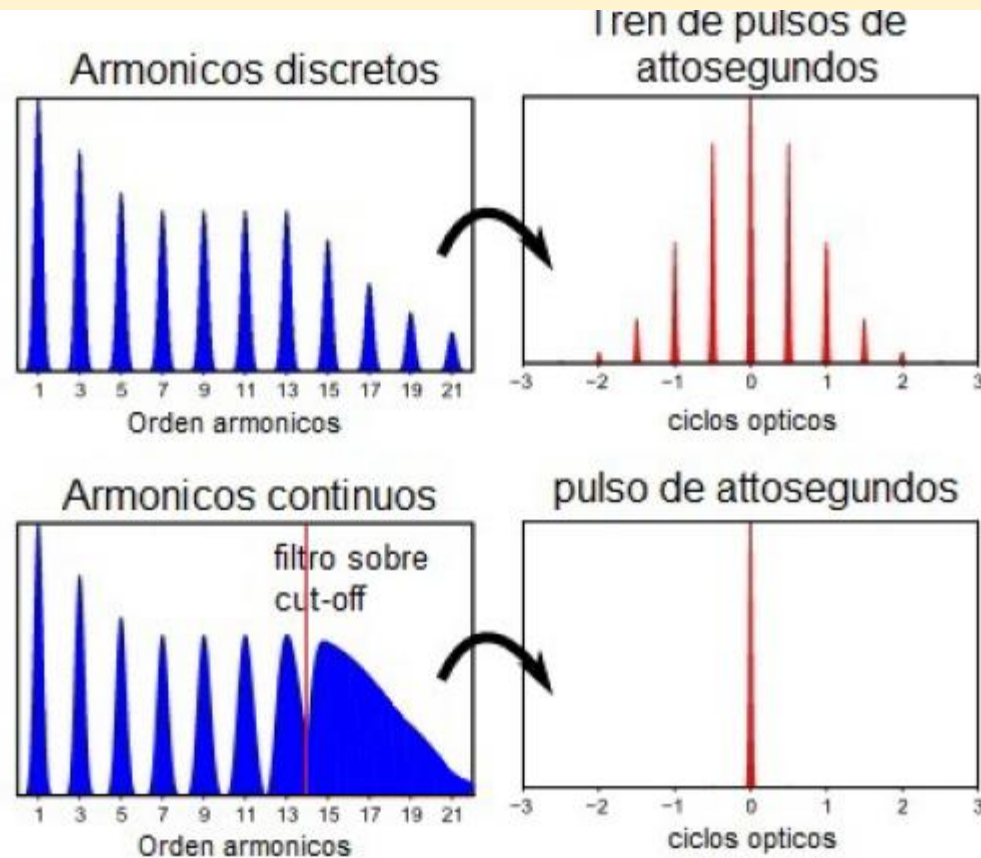 Armonicos discretos
1 3 5 7 9 11 13 15 17 19 21
Orden armonicos
Tren de pulsos de
attosegundos
−3 −2 −1 0 1 2 3
ciclos opticos
Armonicos continuos
filtro sobre
cut-off
1 3 5 7 9 11 13 15 17 19 21
Orden armonicos
pulso de attosegundos
−3 −2 −1 0 1 2 3
ciclos opticos